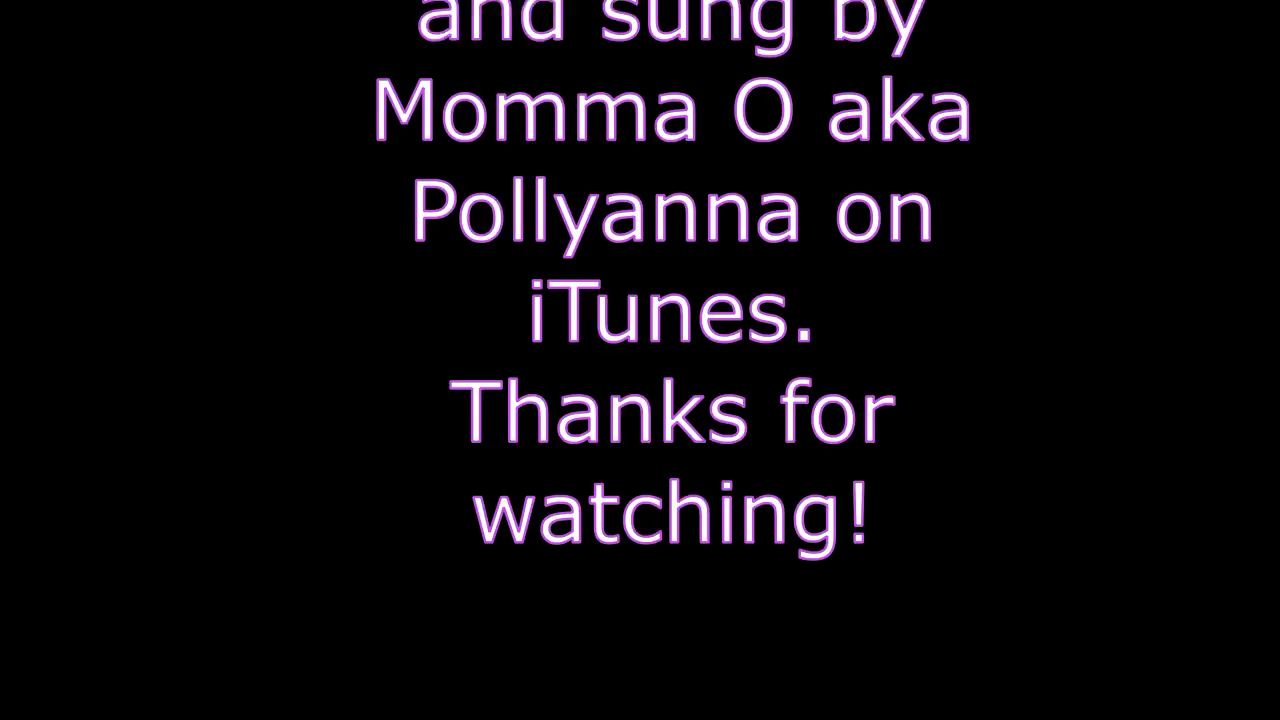 and sung by
Momma O aka
Pollyanna on
iTunes.
Thanks for
watching!